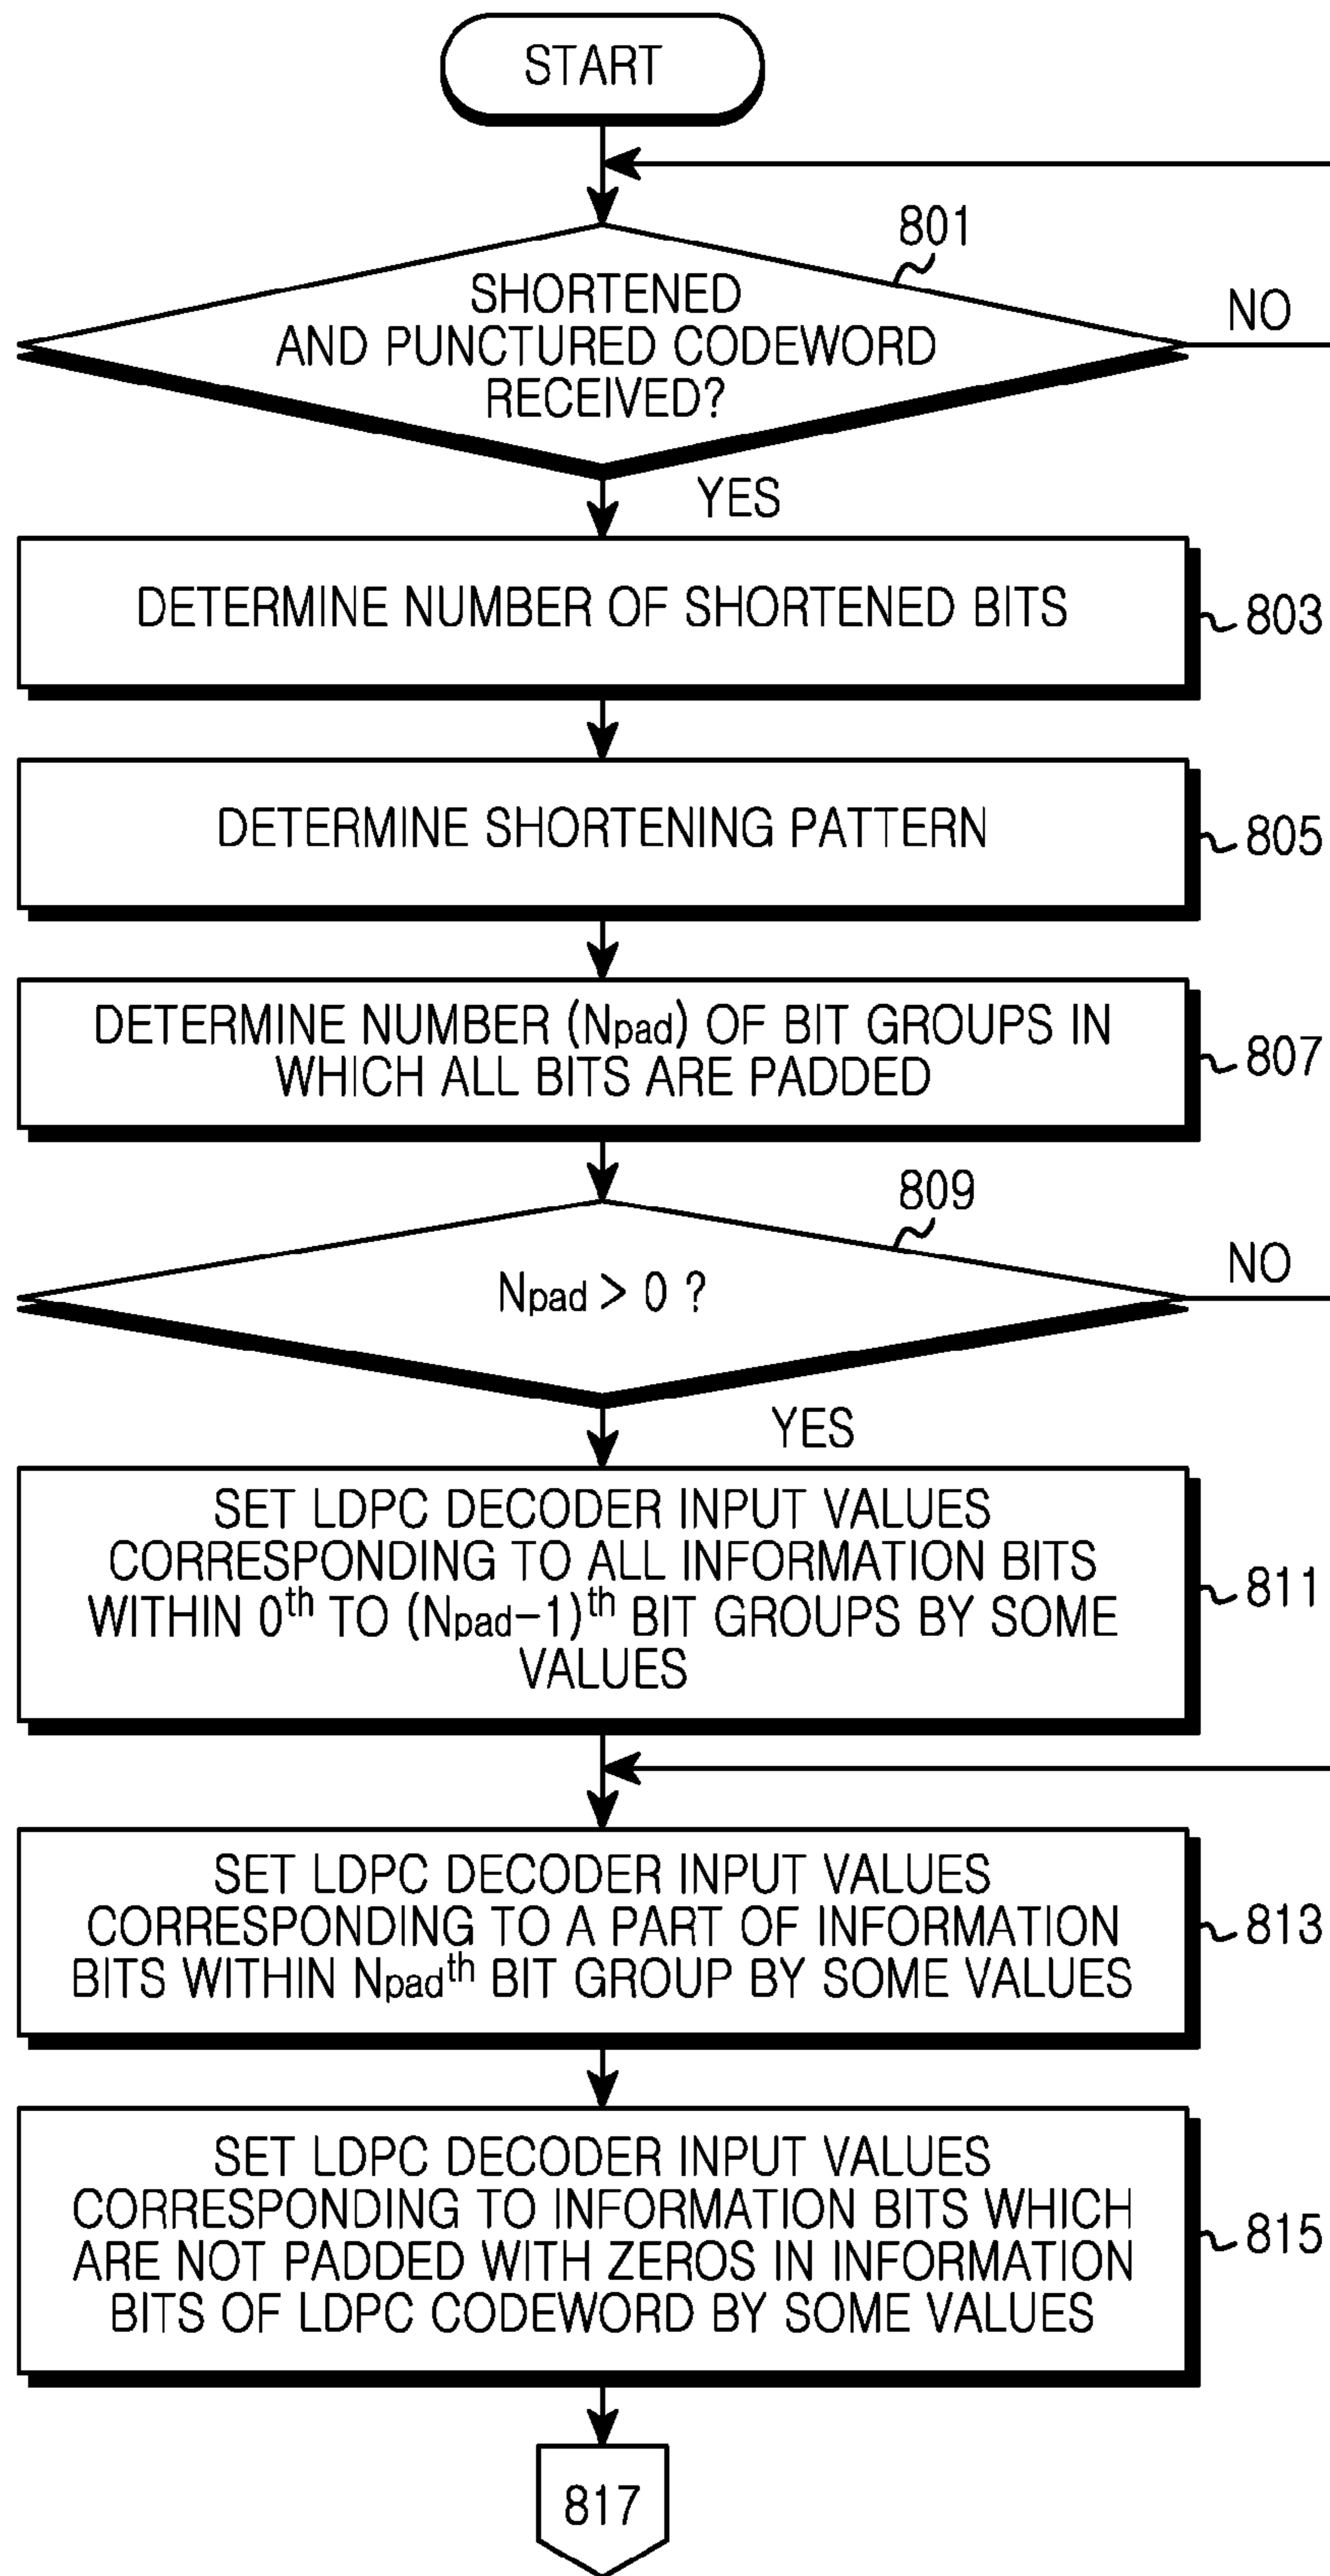 START
801
SHORTENED
AND PUNCTURED CODEWORD
RECEIVED?
NO
YES
DETERMINE NUMBER OF SHORTENED BITS
803
DETERMINE SHORTENING PATTERN
805
DETERMINE NUMBER (Npad) OF BIT GROUPS IN
WHICH ALL BITS ARE PADDED
807
809
Npad > 0 ?
NO
YES
SET LDPC DECODER INPUT VALUES
CORRESPONDING TO ALL INFORMATION BITS
WITHIN 0th TO (Npad-1)th BIT GROUPS BY SOME
VALUES
811
SET LDPC DECODER INPUT VALUES
CORRESPONDING TO A PART OF INFORMATION
BITS WITHIN Npadth BIT GROUP BY SOME VALUES
813
SET LDPC DECODER INPUT VALUES
CORRESPONDING TO INFORMATION BITS WHICH
ARE NOT PADDED WITH ZEROS IN INFORMATION
BITS OF LDPC CODEWORD BY SOME VALUES
815
817